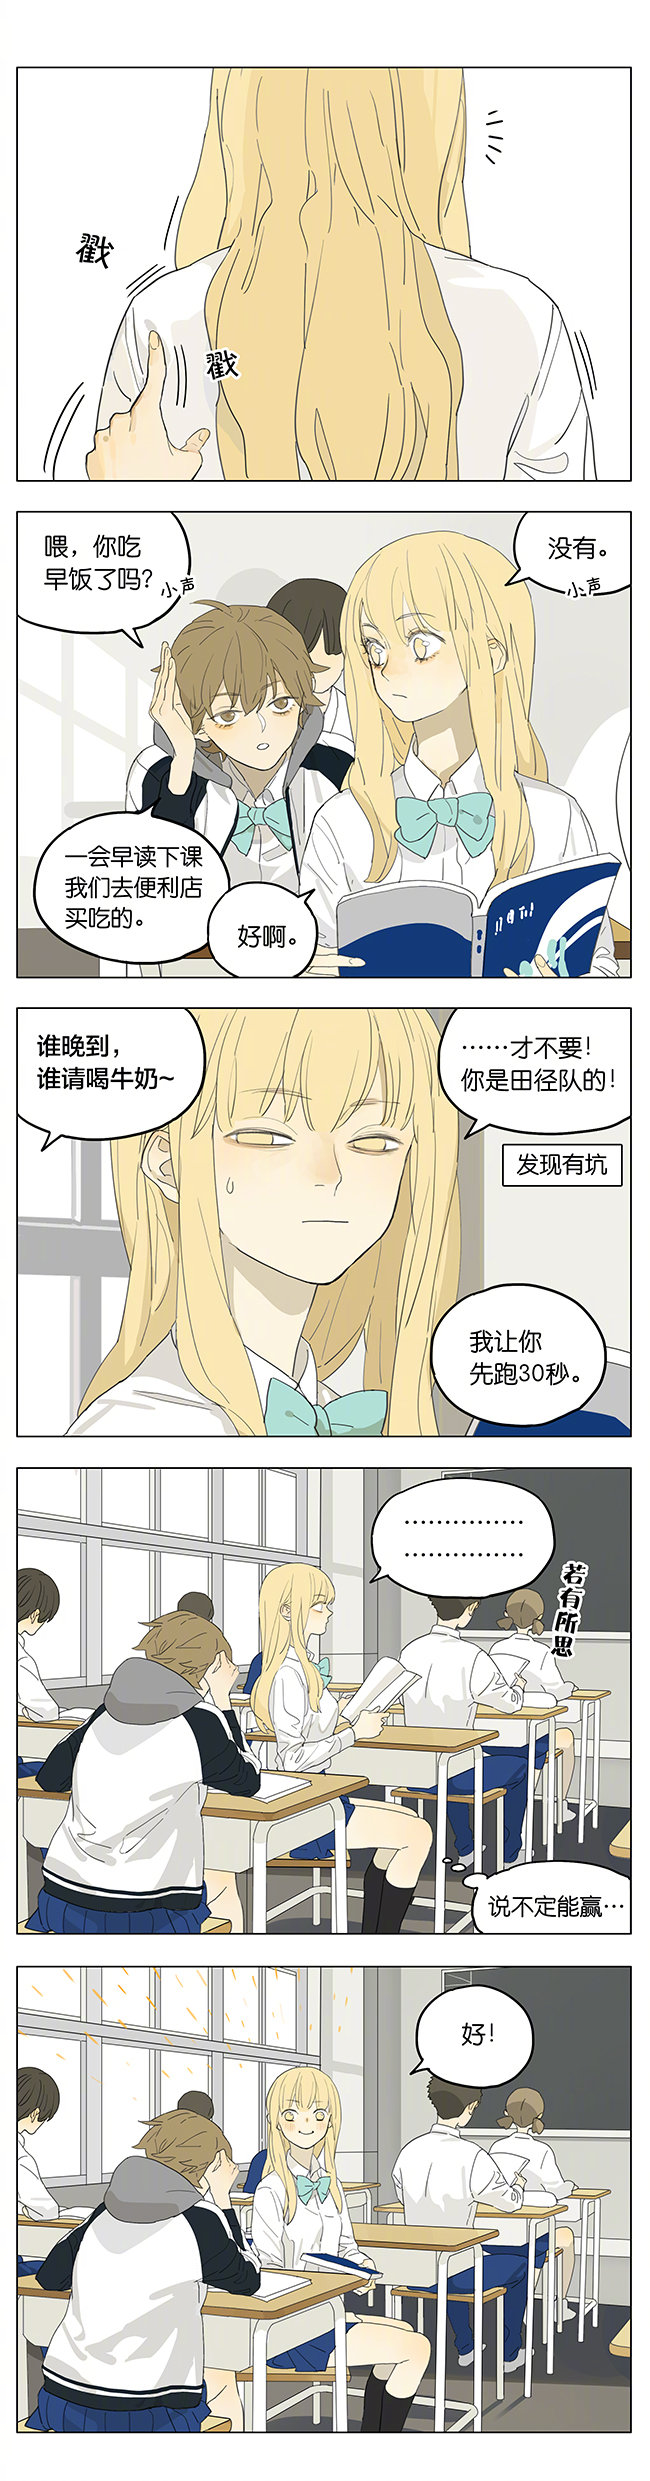 戳
戳
喂，你吃
早饭了吗？
小声
没有。
小声
一会早读下课
我们去便利店
买吃的。
好啊。
谁晚到，
谁请喝牛奶~
……才不要！
你是田径队的！
发现有坑
我让你
先跑30秒。
……………
……………
若有所思
说不定能赢…
好！